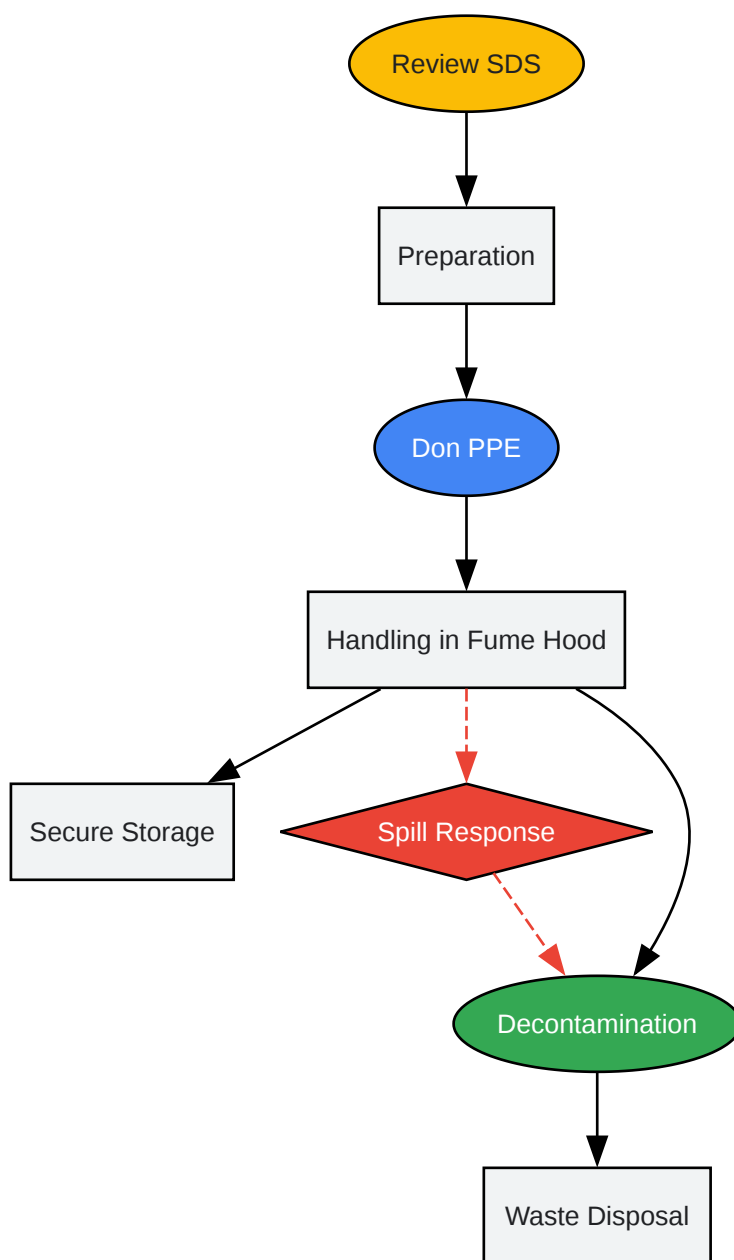 Review SDS
Preparation
Don PPE
Handling in Fume Hood
Secure Storage
Spill Response
Decontamination
Waste Disposal